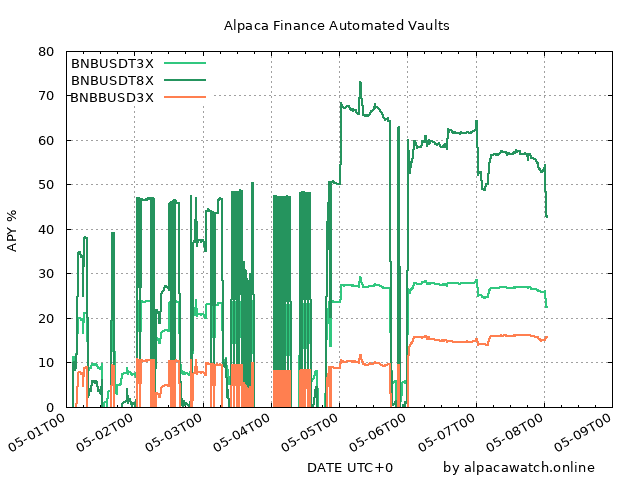 Alpaca Finance Automated Vaults
BNBUSDT3X
BNBUSDT8X
BNBBUSD3X
APY %
80
70
60
50
40
30
20
10
0
05-01T00
05-02T00
05-03T00
05-04T00
05-05T00
05-06T00
05-07T00
05-08T00
05-09T00
DATE UTC+0
by alpacawatch.online